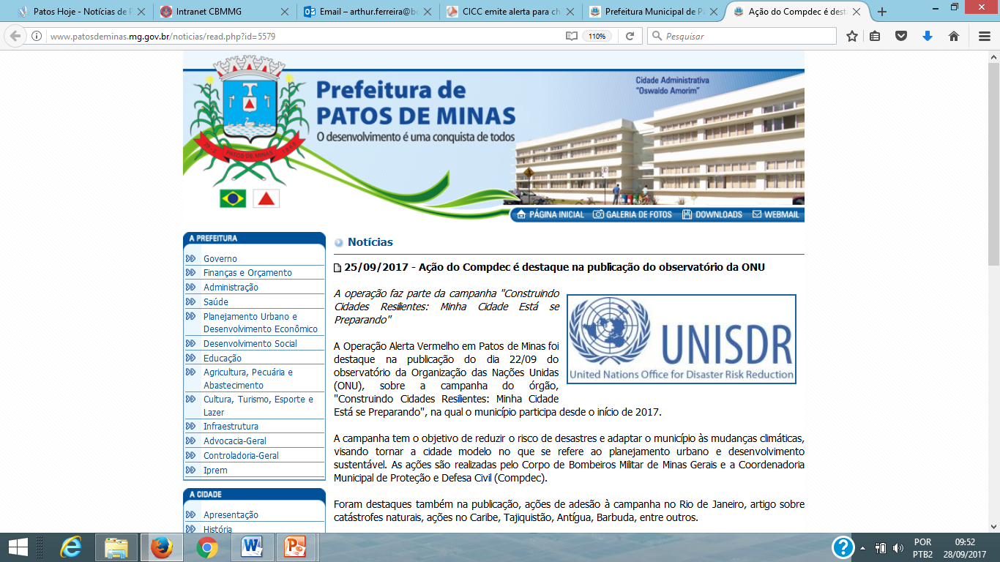 Patos Hoje - Notícias de P
Intranet CBMMG
Email – arthur.ferreira@bo
CICC emite alerta para ch
Prefeitura Municipal de Pa
Ação do Compdec é dest
www.patosdeminas.mg.gov.br/noticias/read.php?id=5579
110%
Pesquisar
Cidade Administrativa
"Oswaldo Amorim"
Prefeitura de
PATOS DE MINAS
O desenvolvimento é uma conquista de todos
PATOS DE MINAS
PÁGINA INICIAL
GALERIA DE FOTOS
DOWNLOADS
WEBMAIL
A PREFEITURA
Governo
Finanças e Orçamento
Administração
Saúde
Planejamento Urbano e
Desenvolvimento Econômico
Desenvolvimento Social
Educação
Agricultura, Pecuária e
Abastecimento
Cultura, Turismo, Esporte e
Lazer
Infraestrutura
Advocacia-Geral
Controladoria-Geral
Iprem
A CIDADE
Apresentação
História
Notícias
25/09/2017 - Ação do Compdec é destaque na publicação do observatório da ONU
A operação faz parte da campanha "Construindo
Cidades Resilientes: Minha Cidade Está se
Preparando"
UNISDR
United Nations Office for Disaster Risk Reduction
A Operação Alerta Vermelho em Patos de Minas foi
destaque na publicação do dia 22/09 do
observatório da Organização das Nações Unidas
(ONU), sobre a campanha do órgão,
"Construindo Cidades Resilientes: Minha Cidade
Está se Preparando", na qual o município participa desde o início de 2017.
A campanha tem o objetivo de reduzir o risco de desastres e adaptar o município às mudanças climáticas,
visando tornar a cidade modelo no que se refere ao planejamento urbano e desenvolvimento
sustentável. As ações são realizadas pelo Corpo de Bombeiros Militar de Minas Gerais e a Coordenadoria
Municipal de Proteção e Defesa Civil (Compdec).
Foram destaques também na publicação, ações de adesão à campanha no Rio de Janeiro, artigo sobre
catástrofes naturais, ações no Caribe, Tajiquistão, Antígua, Barbuda, entre outros.
POR
PTB2
09:52
28/09/2017